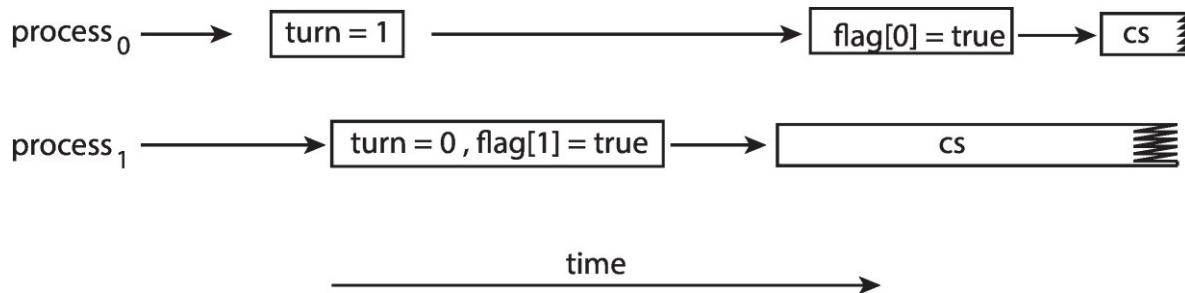 process₀ turn = 1 flag[0] = true cs
process₁ turn = 0 , flag[1] = true cs
time